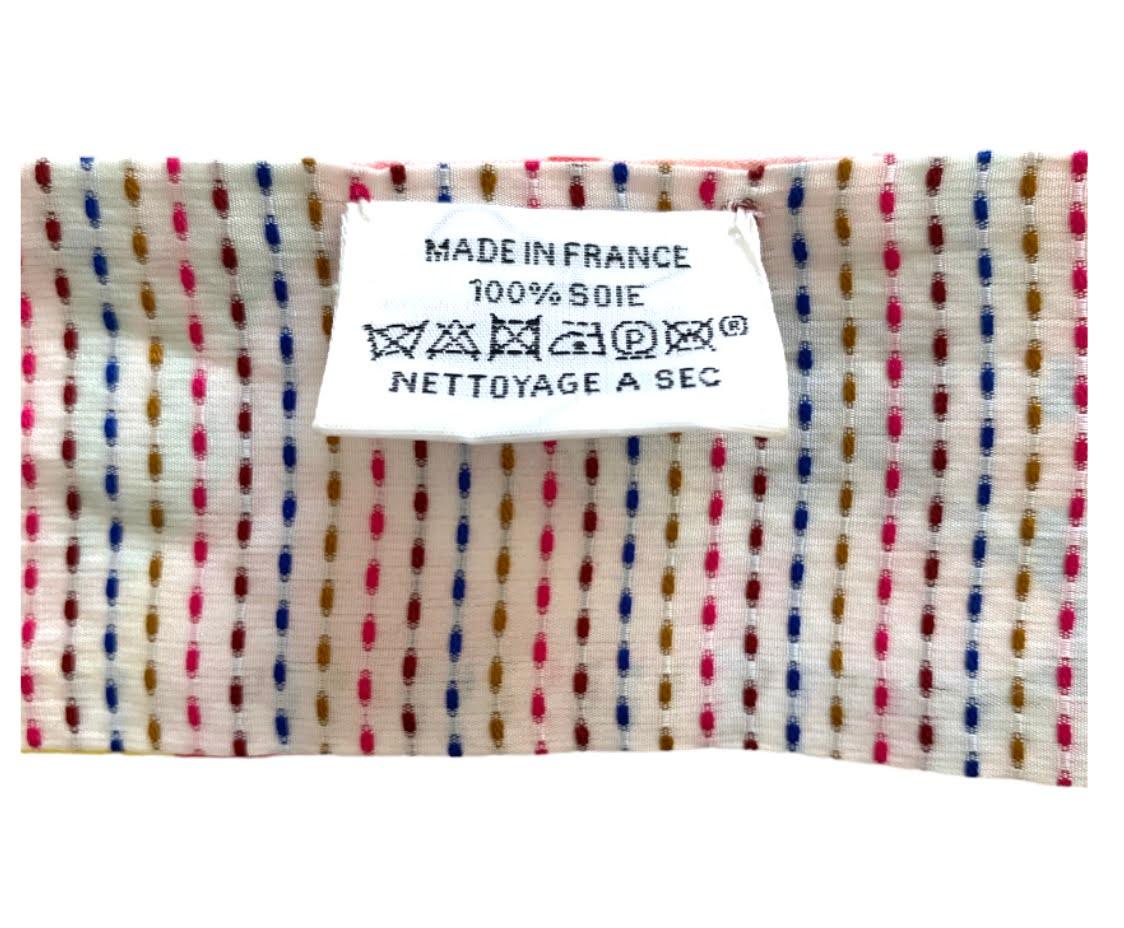 MADE IN FRANCE
100% SOIE
P ®
NETTOYAGE A SEC